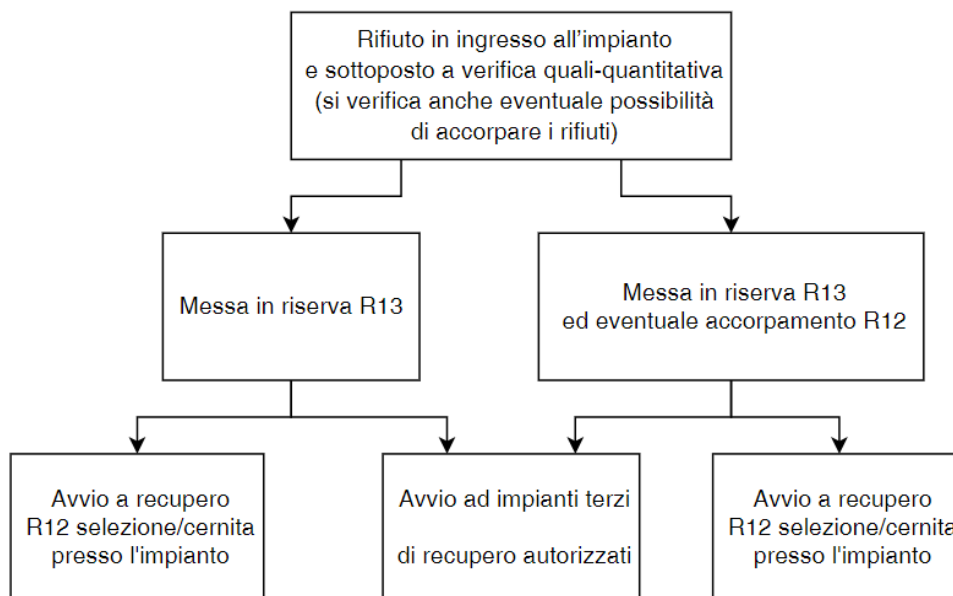 Rifiuto in ingresso all'impianto
e sottoposto a verifica quali-quantitativa
(si verifica anche eventuale possibilità
di accorpare i rifiuti)
Messa in riserva R13
Messa in riserva R13
ed eventuale accorpamento R12
Avvio a recupero
R12 selezione/cernita
presso l'impianto
Avvio ad impianti terzi
di recupero autorizzati
Avvio a recupero
R12 selezione/cernita
presso l'impianto